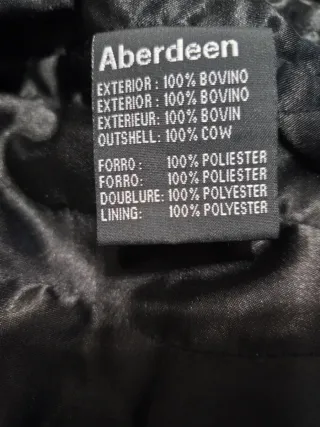 Aberdeen
EXTERIOR : 100% BOVINO
EXTERIOR : 100% BOVINO
EXTERIEUR: 100% BOVIN
OUTSHELL: 100% COW
FORRO : 100% POLIESTER
FORRO: 100% POLIESTER
DOUBLURE: 100% POLYESTER
LINING: 100% POLYESTER